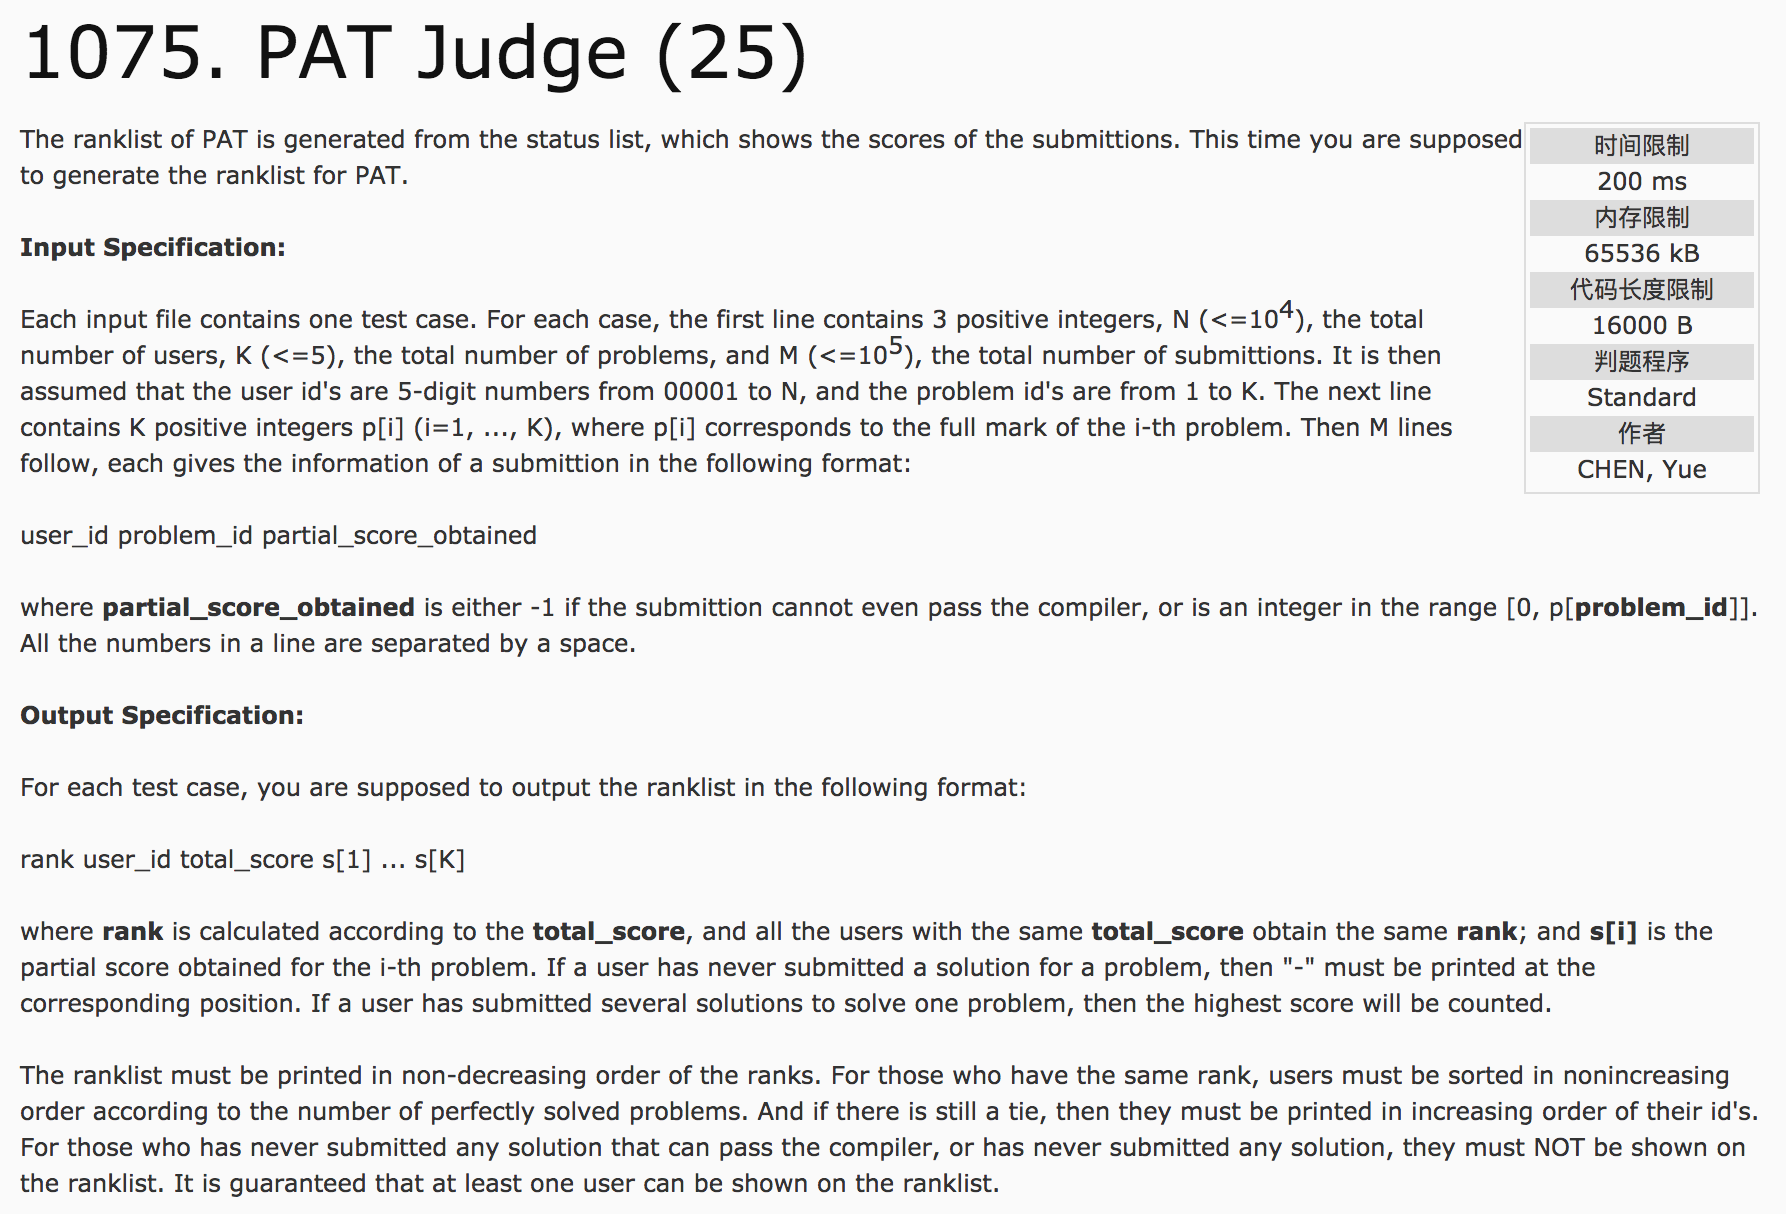 1075. PAT Judge (25)
The ranklist of PAT is generated from the status list, which shows the scores of the submittions. This time you are supposed
to generate the ranklist for PAT.
时间限制
200 ms
内存限制
65536 kB
代码长度限制
16000 B
判题程序
Standard
作者
CHEN, Yue
Input Specification:
Each input file contains one test case. For each case, the first line contains 3 positive integers, N (<=10^4), the total
number of users, K (<=5), the total number of problems, and M (<=10^5), the total number of submittions. It is then
assumed that the user id's are 5-digit numbers from 00001 to N, and the problem id's are from 1 to K. The next line
contains K positive integers p[i] (i=1, ..., K), where p[i] corresponds to the full mark of the i-th problem. Then M lines
follow, each gives the information of a submittion in the following format:
user_id problem_id partial_score_obtained
where partial_score_obtained is either -1 if the submittion cannot even pass the compiler, or is an integer in the range [0, p[problem_id]].
All the numbers in a line are separated by a space.
Output Specification:
For each test case, you are supposed to output the ranklist in the following format:
rank user_id total_score s[1] ... s[K]
where rank is calculated according to the total_score, and all the users with the same total_score obtain the same rank; and s[i] is the
partial score obtained for the i-th problem. If a user has never submitted a solution for a problem, then "-" must be printed at the
corresponding position. If a user has submitted several solutions to solve one problem, then the highest score will be counted.
The ranklist must be printed in non-decreasing order of the ranks. For those who have the same rank, users must be sorted in nonincreasing
order according to the number of perfectly solved problems. And if there is still a tie, then they must be printed in increasing order of their id's.
For those who has never submitted any solution that can pass the compiler, or has never submitted any solution, they must NOT be shown on
the ranklist. It is guaranteed that at least one user can be shown on the ranklist.